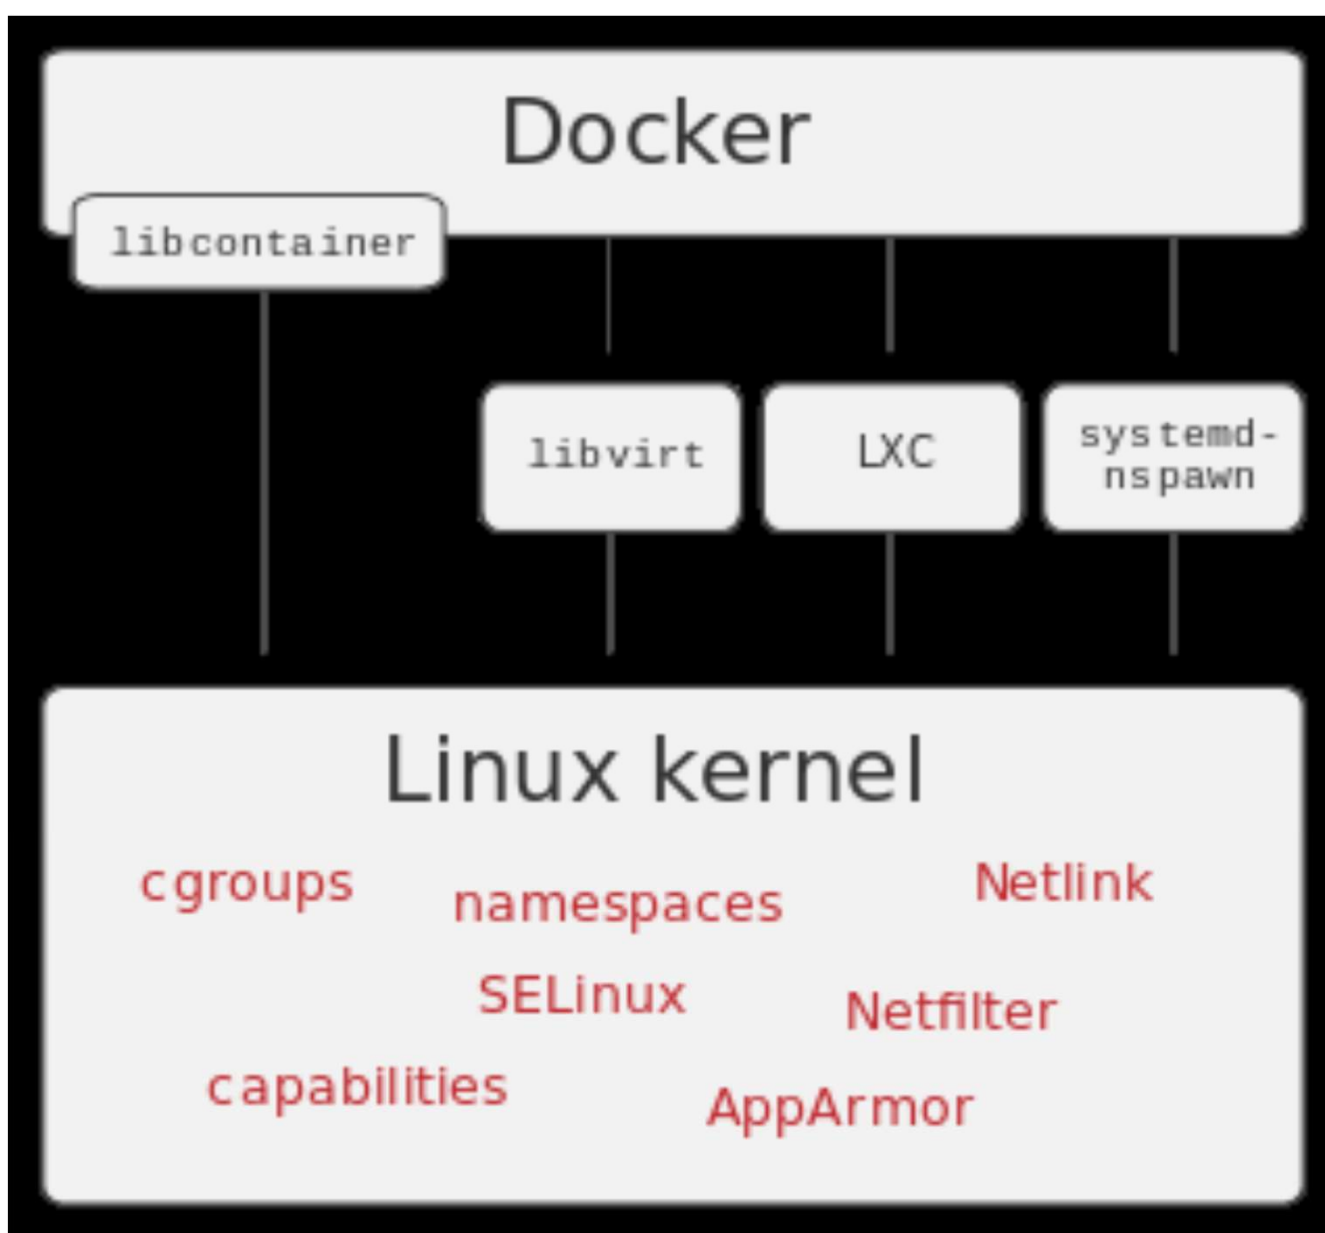 Docker
libcontainer
libvirt
LXC
systemd-
nspawn
Linux kernel
cgroups
namespaces
Netlink
SELinux
Netfilter
capabilities
AppArmor